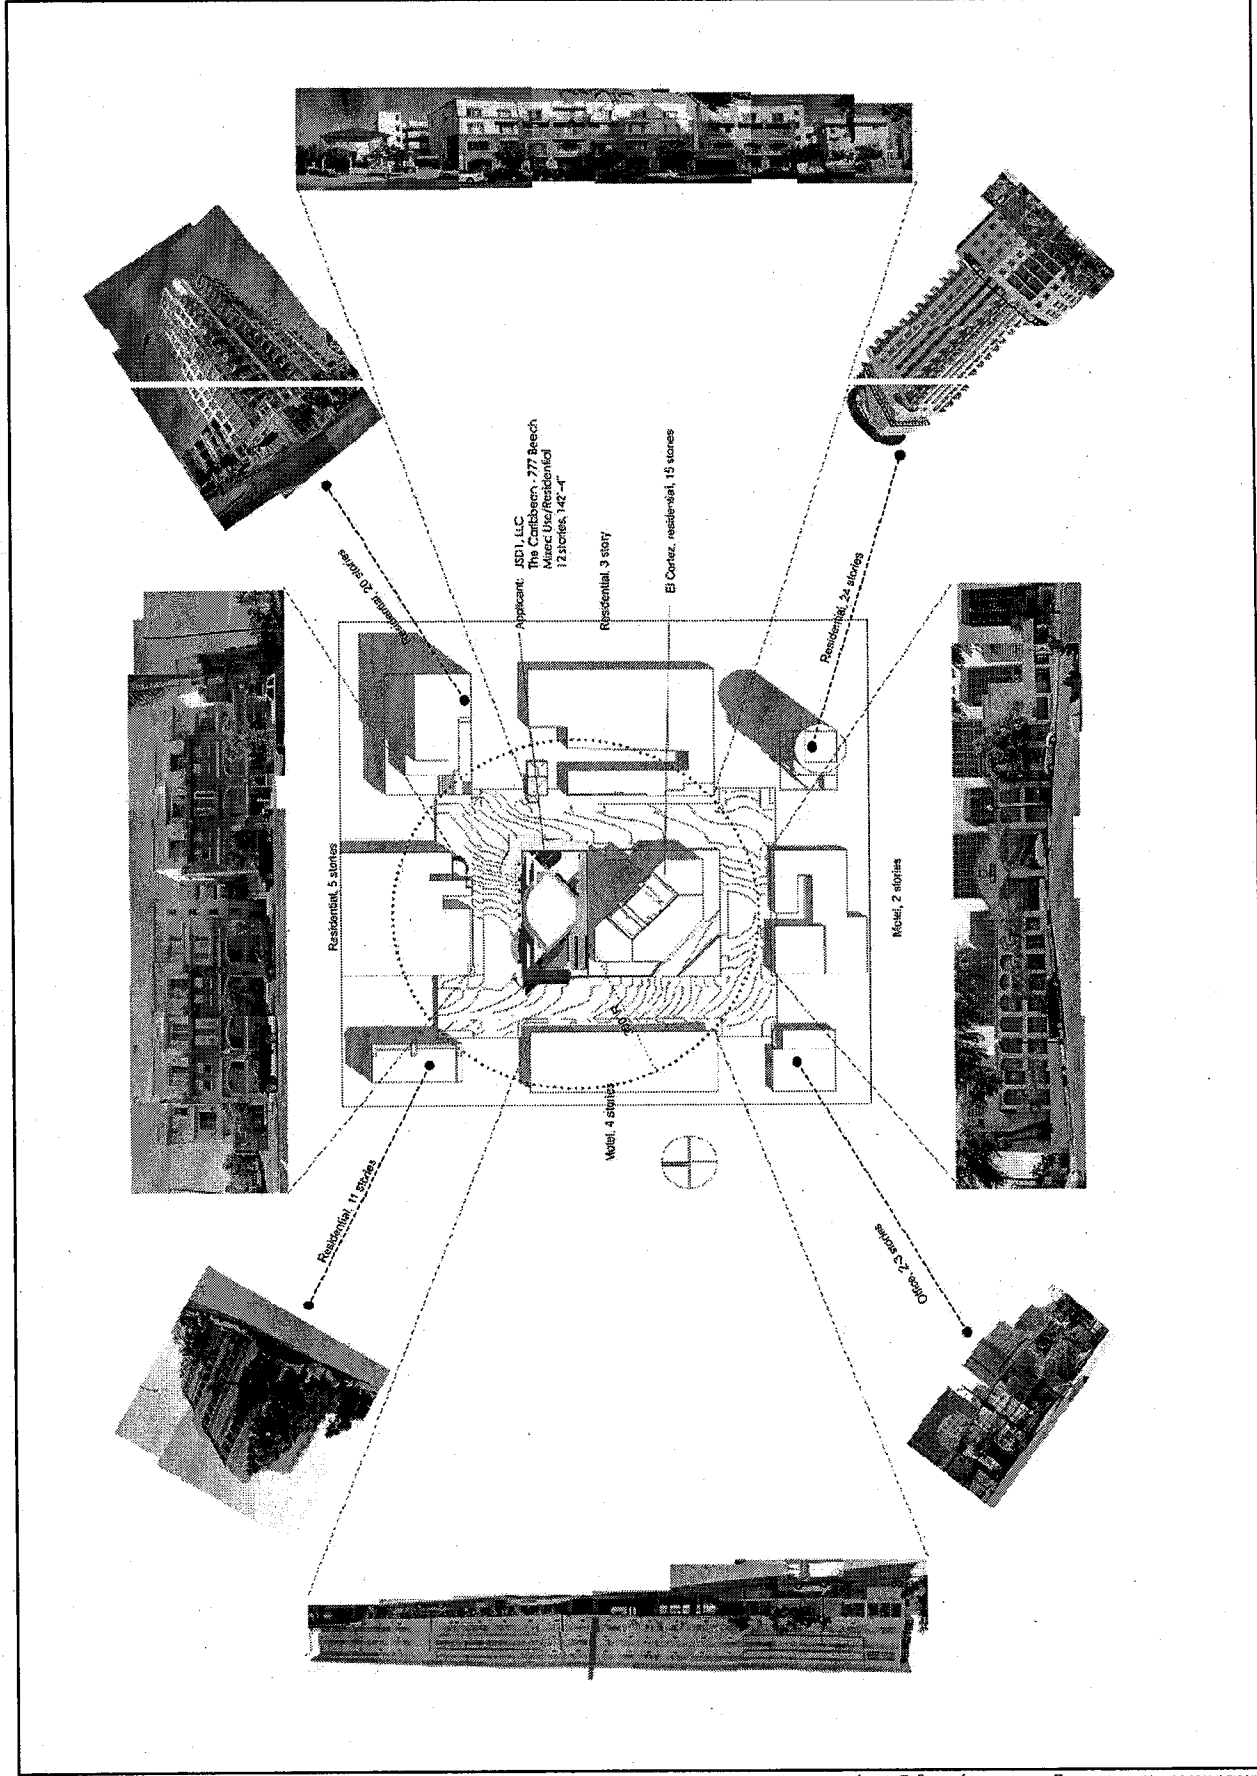 Residential, 5 stories
Residential, 20 stories
Residential, 11 stories
Applicant: JSD1, LLC
The Caribbean - 777 Beech
Mixed Use/Residential
12 stories, 142'-4"
Residential, 3 story
El Cortez, residential, 15 stories
Motel, 4 stories
Residential, 24 stories
Office, 2-3 stories
Motel, 2 stories